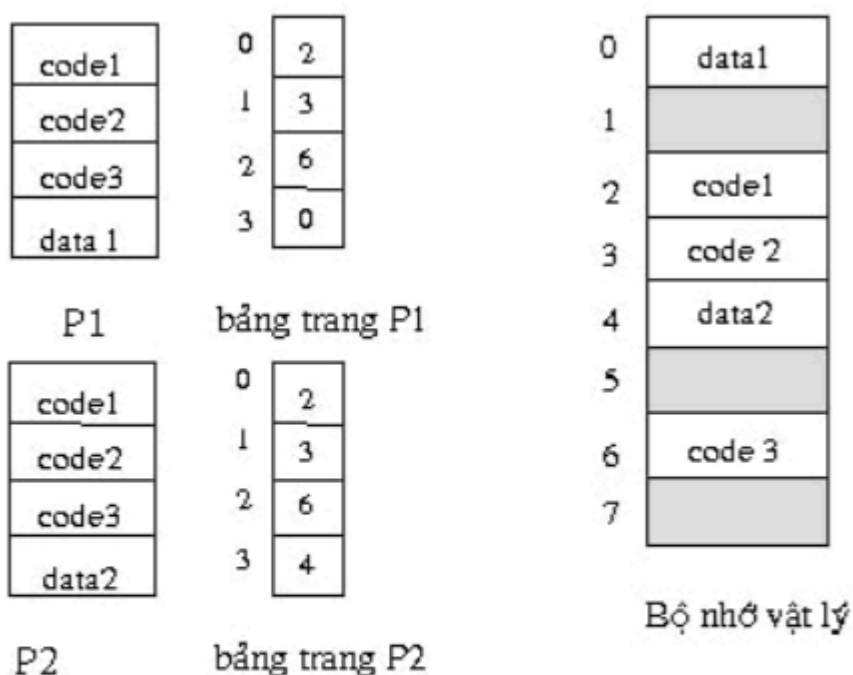 code1
code2
code3
data 1
P1
0 2
1 3
2 6
3 0
bảng trang P1
code1
code2
code3
data2
P2
0 2
1 3
2 6
3 4
bảng trang P2
0 data1
1
2 code1
3 code 2
4 data2
5
6 code 3
7
Bộ nhớ vật lý